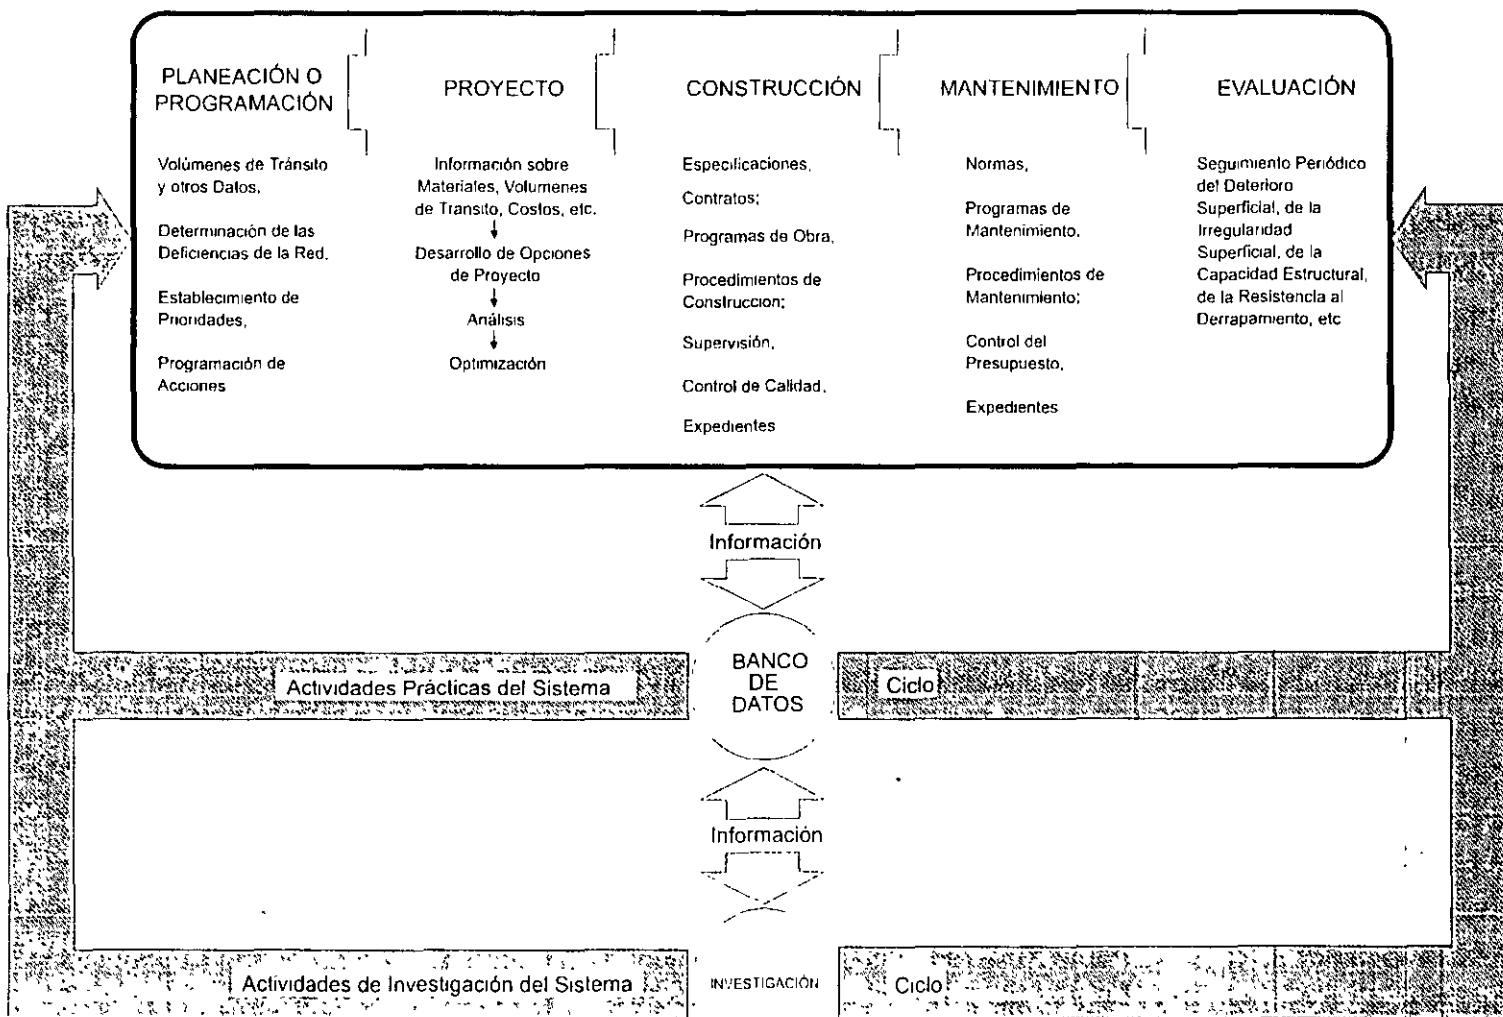 PLANEACIÓN O
PROGRAMACIÓN
Volúmenes de Tránsito
y otros Datos,
Determinación de las
Deficiencias de la Red,
Establecimiento de
Prioridades,
Programación de
Acciones
PROYECTO
Información sobre
Materiales, Volumenes
de Transito, Costos, etc.
Desarrollo de Opciones
de Proyecto
Análisis
Optimización
CONSTRUCCIÓN
Especificaciones,
Contratos;
Programas de Obra,
Procedimientos de
Construccion;
Supervisión,
Control de Calidad,
Expedientes
MANTENIMIENTO
Normas,
Programas de
Mantenimiento,
Procedimientos de
Mantenimiento;
Control del
Presupuesto,
Expedientes
EVALUACIÓN
Seguimiento Periódico
del Deterioro
Superficial, de la
Irregularidad
Superficial, de la
Capacidad Estructural,
de la Resistencia al
Derrapamiento, etc
Información
BANCO
DE
DATOS
Actividades Prácticas del Sistema
Ciclo
Información
Actividades de Investigación del Sistema
INVESTIGACIÓN
Ciclo